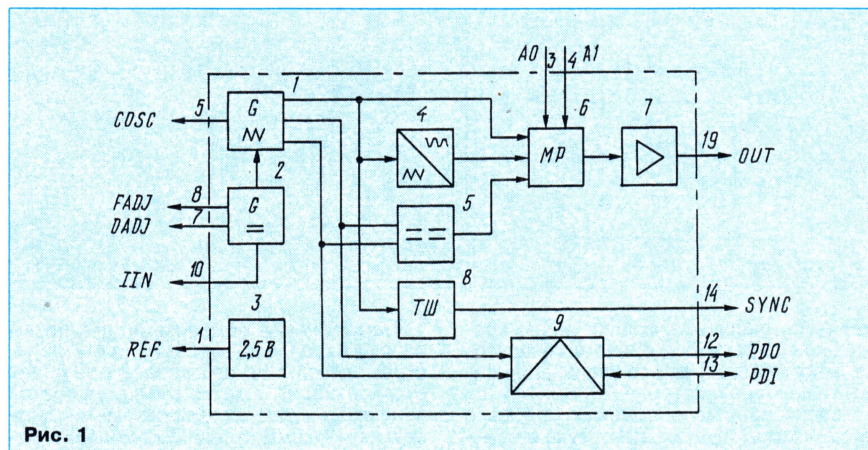 A0 3 4 A1
1 4 6 7
COSC 5 G 19 OUT
MP
2
FADJ 8 G 5
DADJ 7
IIN 10 8
3 ТШ 14 SYNC
REF 1 2,5 В 9 12 PDO
13 PDI
Рис. 1